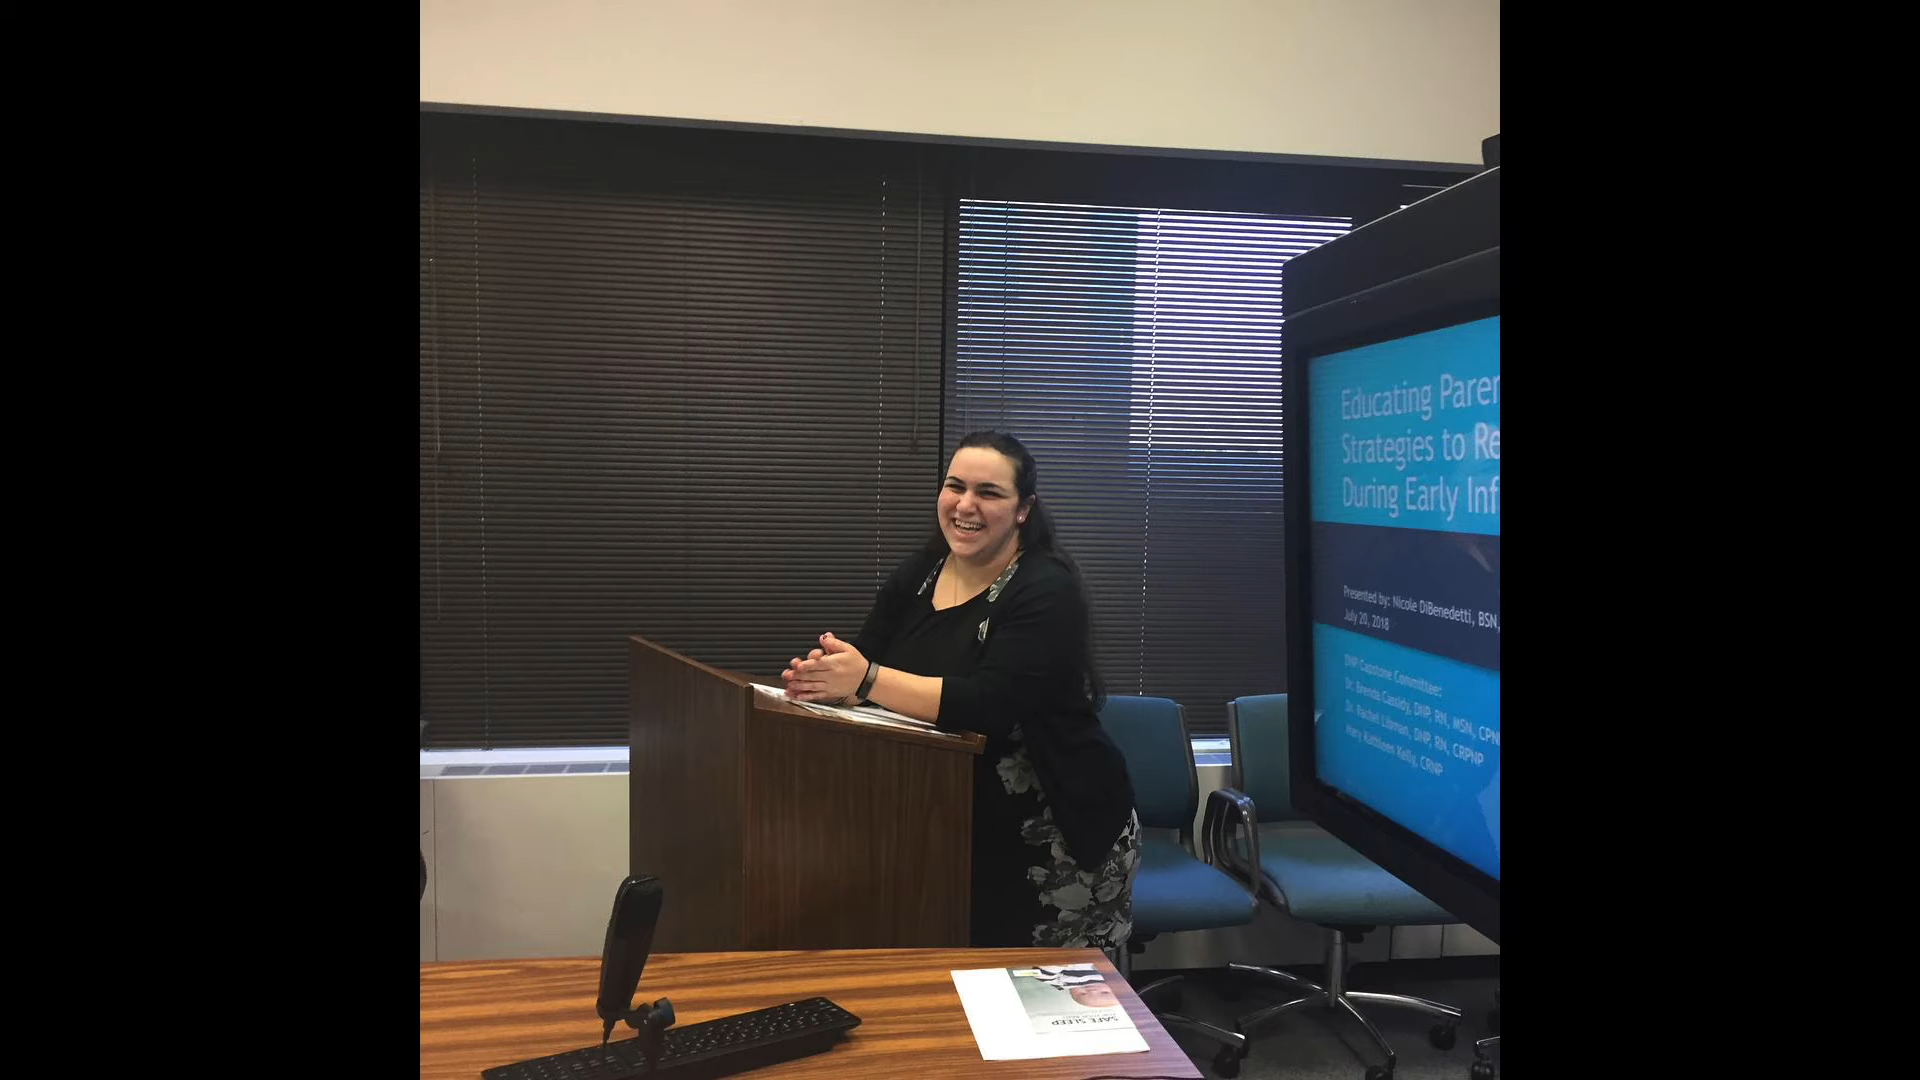 Educating Paren
Strategies to Re
During Early Inf
Presented by: Nicole DiBenedetti, BSN,
July 20, 2018
DNP Capstone Committee:
Dr. Brenda Cassidy, DNP, RN, MSN, CPN
Dr. Rachel Lipman, DNP, RN, CRPNP
Mary Kathleen Kelly, CRNP
SAFE SLEEP